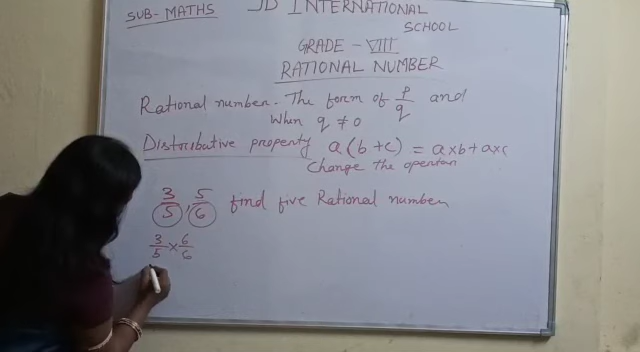 SUB- MATHS JD INTERNATIONAL
SCHOOL
GRADE - VIII
RATIONAL NUMBER
Rational number. The form of p/q and
When q ≠ 0
Distributive property a(b+c) = a×b+a×c
Change the
3/5, 5/6 find five Rational number
3/5 × 6/6